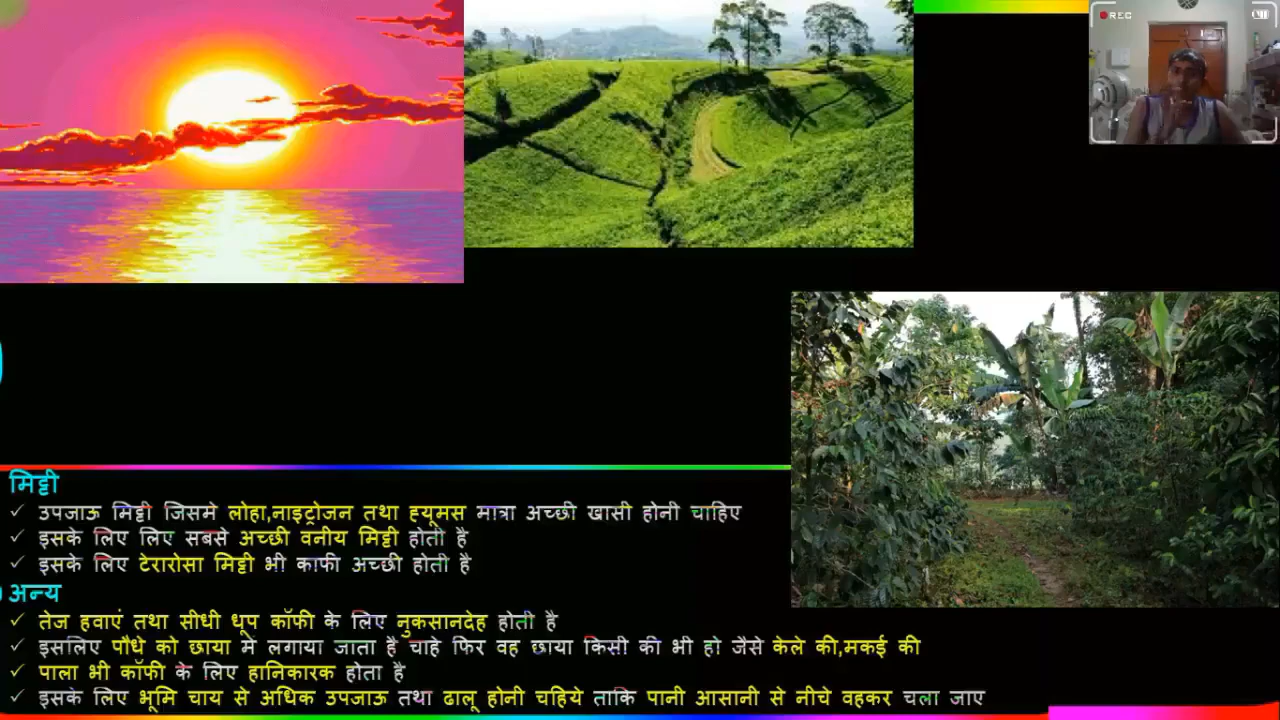 REC
मिट्टी
उपजाऊ मिट्टी जिसमे लोहा,नाइट्रोजन तथा ह्यूमस मात्रा अच्छी खासी होनी चाहिए
इसके लिए लिए सबसे अच्छी वनीय मिट्टी होती है
इसके लिए टेरारोसा मिट्टी भी काफी अच्छी होती है
अन्य
तेज हवाएं तथा सीधी धूप कॉफी के लिए नुकसानदेह होती है
इसलिए पौधे को छाया मे लगाया जाता है चाहे फिर वह छाया किसी की भी हो जैसे केले की,मकई की
पाला भी कॉफी के लिए हानिकारक होता है
इसके लिए भूमि चाय से अधिक उपजाऊ तथा ढालू होनी चहिये ताकि पानी आसानी से नीचे वहकर चला जाए